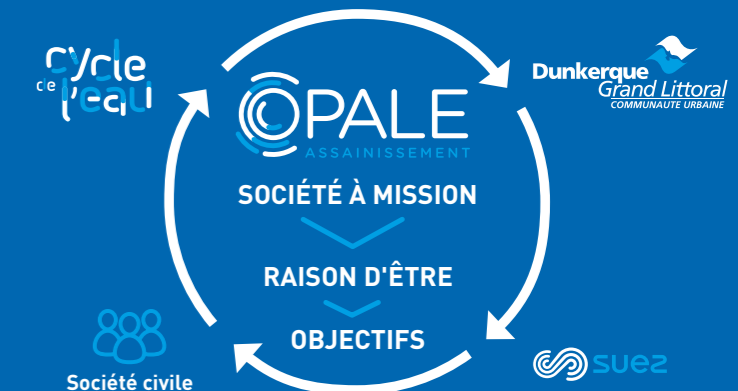 cycle
de
l'eau
Dunkerque
Grand Littoral
COMMUNAUTE URBAINE
OPALE
ASSAINISSEMENT
SOCIÉTÉ À MISSION
RAISON D'ÊTRE
OBJECTIFS
Société civile
suez